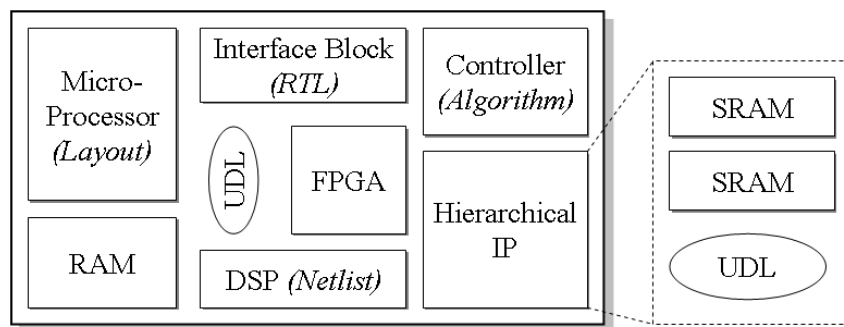 Micro-
Processor
(Layout)
RAM
Interface Block
(RTL)
UDL
FPGA
DSP (Netlist)
Controller
(Algorithm)
Hierarchical
IP
SRAM
SRAM
UDL